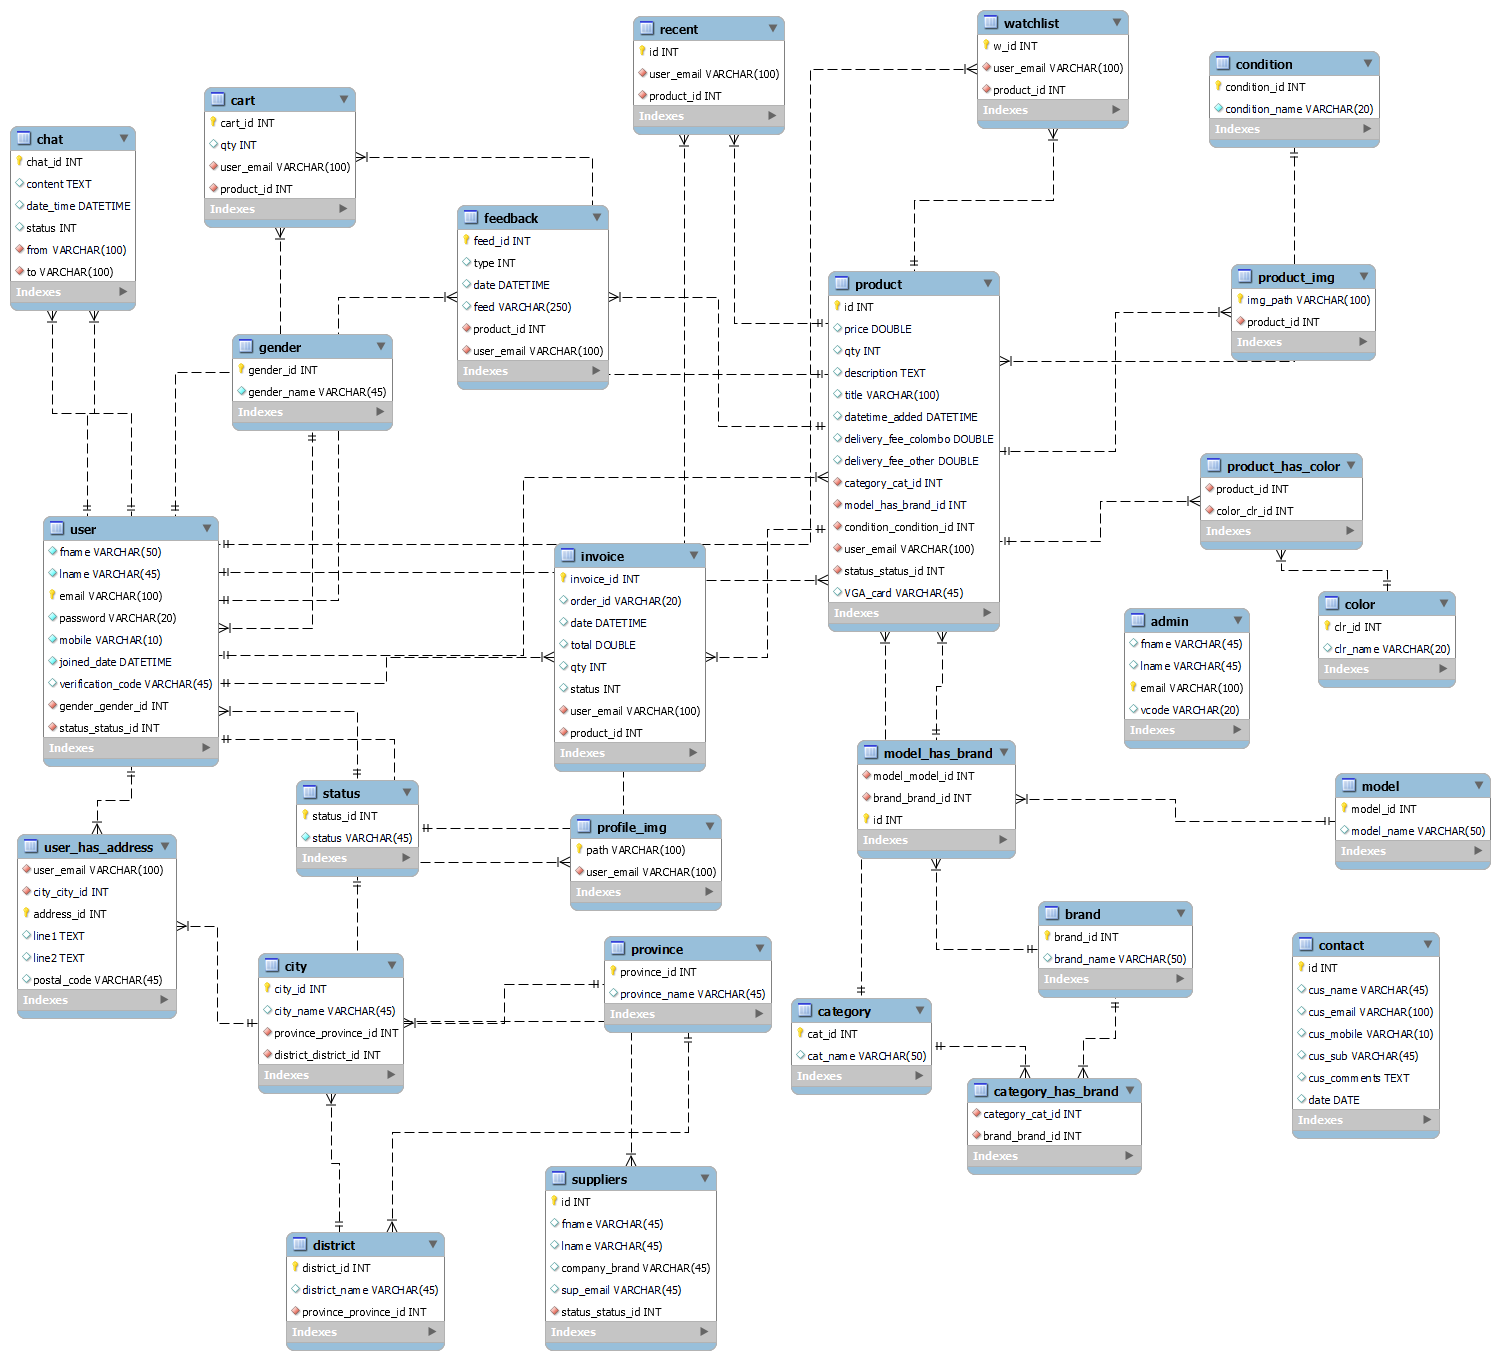 recent
id INT
user_email VARCHAR(100)
product_id INT
Indexes
watchlist
w_id INT
user_email VARCHAR(100)
product_id INT
Indexes
condition
condition_id INT
condition_name VARCHAR(20)
Indexes
cart
cart_id INT
qty INT
user_email VARCHAR(100)
product_id INT
Indexes
chat
chat_id INT
content TEXT
date_time DATETIME
status INT
from VARCHAR(100)
to VARCHAR(100)
Indexes
feedback
feed_id INT
type INT
date DATETIME
feed VARCHAR(250)
product_id INT
user_email VARCHAR(100)
Indexes
product
id INT
price DOUBLE
qty INT
description TEXT
title VARCHAR(100)
datetime_added DATETIME
delivery_fee_colombo DOUBLE
delivery_fee_other DOUBLE
category_cat_id INT
model_has_brand_id INT
condition_condition_id INT
user_email VARCHAR(100)
status_status_id INT
VGA_card VARCHAR(45)
Indexes
product_img
img_path VARCHAR(100)
product_id INT
Indexes
gender
gender_id INT
gender_name VARCHAR(45)
Indexes
product_has_color
product_id INT
color_clr_id INT
Indexes
user
fname VARCHAR(50)
lname VARCHAR(45)
email VARCHAR(100)
password VARCHAR(20)
mobile VARCHAR(10)
joined_date DATETIME
verification_code VARCHAR(45)
gender_gender_id INT
status_status_id INT
Indexes
invoice
invoice_id INT
order_id VARCHAR(20)
date DATETIME
total DOUBLE
qty INT
status INT
user_email VARCHAR(100)
product_id INT
Indexes
color
clr_id INT
clr_name VARCHAR(20)
Indexes
admin
fname VARCHAR(45)
lname VARCHAR(45)
email VARCHAR(100)
vcode VARCHAR(20)
Indexes
model_has_brand
model_model_id INT
brand_brand_id INT
id INT
Indexes
model
model_id INT
model_name VARCHAR(50)
Indexes
status
status_id INT
status VARCHAR(45)
Indexes
profile_img
path VARCHAR(100)
user_email VARCHAR(100)
Indexes
user_has_address
user_email VARCHAR(100)
city_city_id INT
address_id INT
line1 TEXT
line2 TEXT
postal_code VARCHAR(45)
Indexes
brand
brand_id INT
brand_name VARCHAR(50)
Indexes
province
province_id INT
province_name VARCHAR(45)
Indexes
contact
id INT
cus_name VARCHAR(45)
cus_email VARCHAR(100)
cus_mobile VARCHAR(10)
cus_sub VARCHAR(45)
cus_comments TEXT
date DATE
Indexes
city
city_id INT
city_name VARCHAR(45)
province_province_id INT
district_district_id INT
Indexes
category
cat_id INT
cat_name VARCHAR(50)
Indexes
category_has_brand
category_cat_id INT
brand_brand_id INT
Indexes
suppliers
id INT
fname VARCHAR(45)
lname VARCHAR(45)
company_brand VARCHAR(45)
sup_email VARCHAR(45)
status_status_id INT
Indexes
district
district_id INT
district_name VARCHAR(45)
province_province_id INT
Indexes